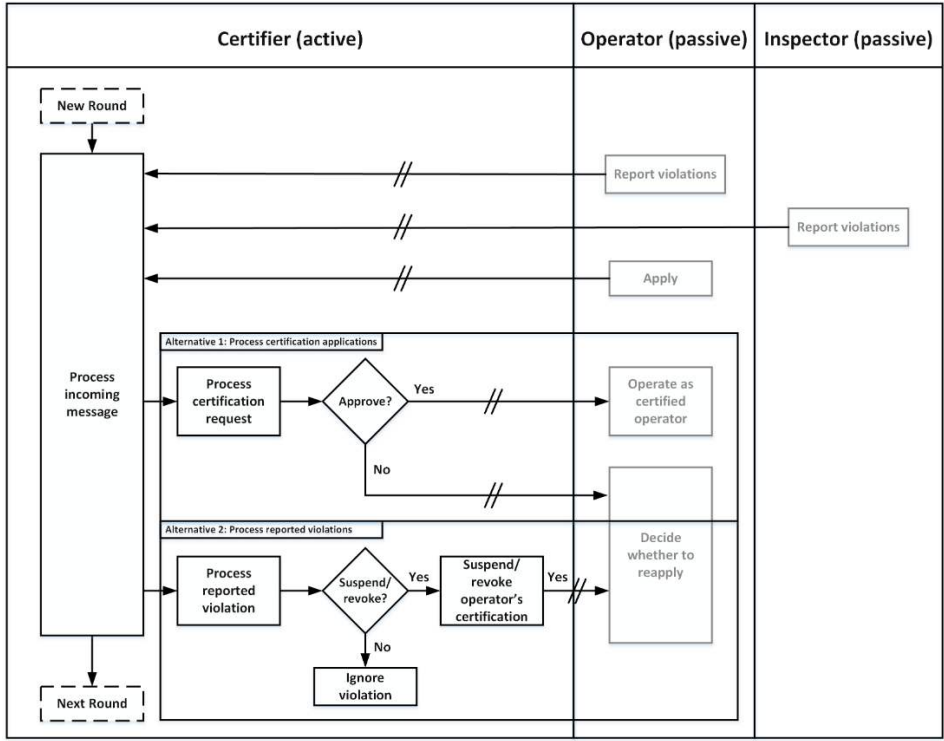 Certifier (active)
Operator (passive)
Inspector (passive)
New Round
Report violations
Report violations
Apply
Process
incoming
message
Alternative 1: Process certification applications
Process
certification
request
Approve?
Yes
Operate as
certified
operator
No
Alternative 2: Process reported violations
Decide
whether to
reapply
Process
reported
violation
Suspend/
revoke?
Yes
Suspend/
revoke
operator's
certification
Yes
No
Ignore
violation
Next Round